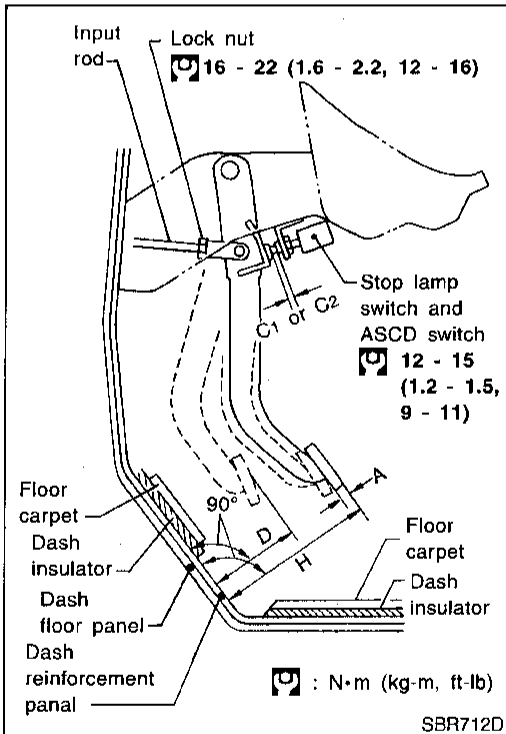 Input
rod
Lock nut
16 - 22 (1.6 - 2.2, 12 - 16)
C1 or C2
Stop lamp
switch and
ASCD switch
12 - 15
(1.2 - 1.5,
9 - 11)
A
90°
D
H
Floor
carpet
Dash
insulator
Dash
floor panel
Dash
reinforcement
panal
Floor
carpet
Dash
insulator
: N•m (kg-m, ft-lb)
SBR712D